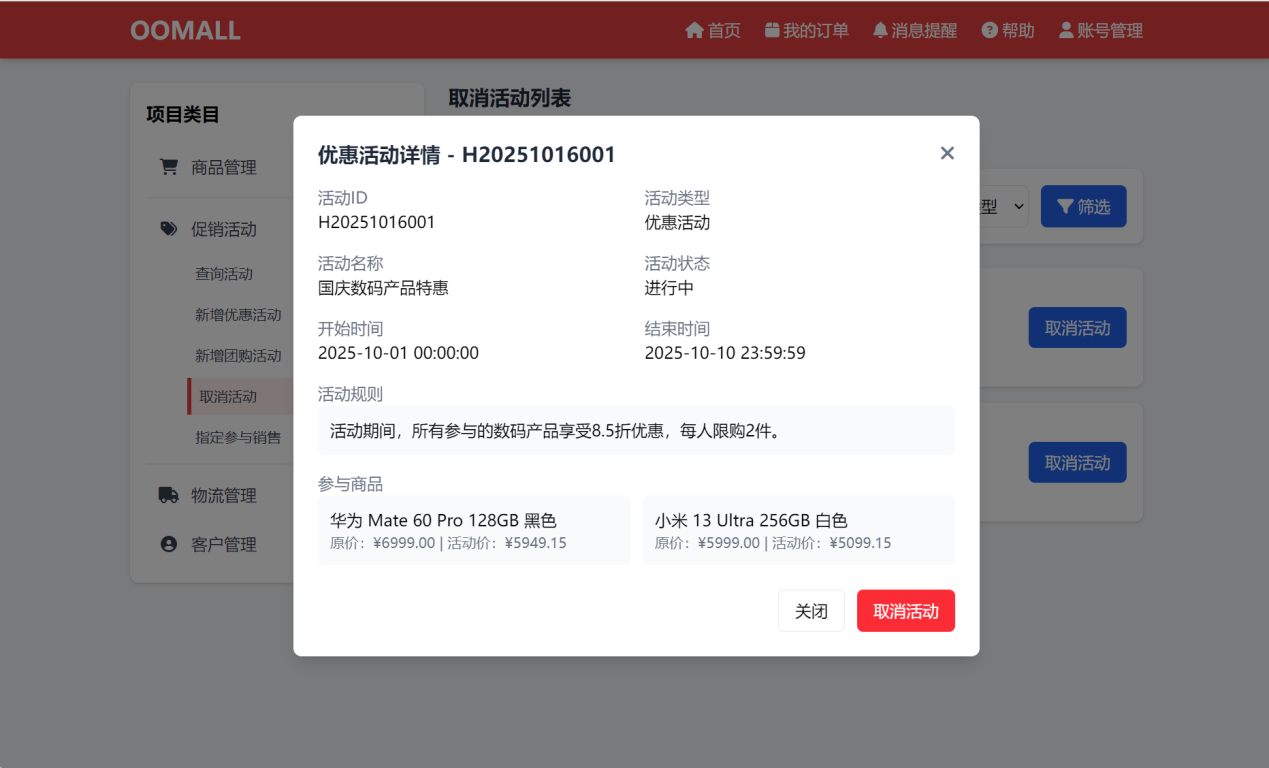 OOMALL
首页 我的订单 消息提醒 帮助 账号管理
项目类目
商品管理
促销活动
查询活动
新增优惠活动
新增团购活动
取消活动
指定参与销售
物流管理
客户管理
取消活动列表
型 筛选
取消活动
取消活动
优惠活动详情 - H20251016001
活动ID 活动类型
H20251016001 优惠活动
活动名称 活动状态
国庆数码产品特惠 进行中
开始时间 结束时间
2025-10-01 00:00:00 2025-10-10 23:59:59
活动规则
活动期间，所有参与的数码产品享受8.5折优惠，每人限购2件。
参与商品
华为 Mate 60 Pro 128GB 黑色 小米 13 Ultra 256GB 白色
原价：¥6999.00 | 活动价：¥5949.15 原价：¥5999.00 | 活动价：¥5099.15
关闭 取消活动